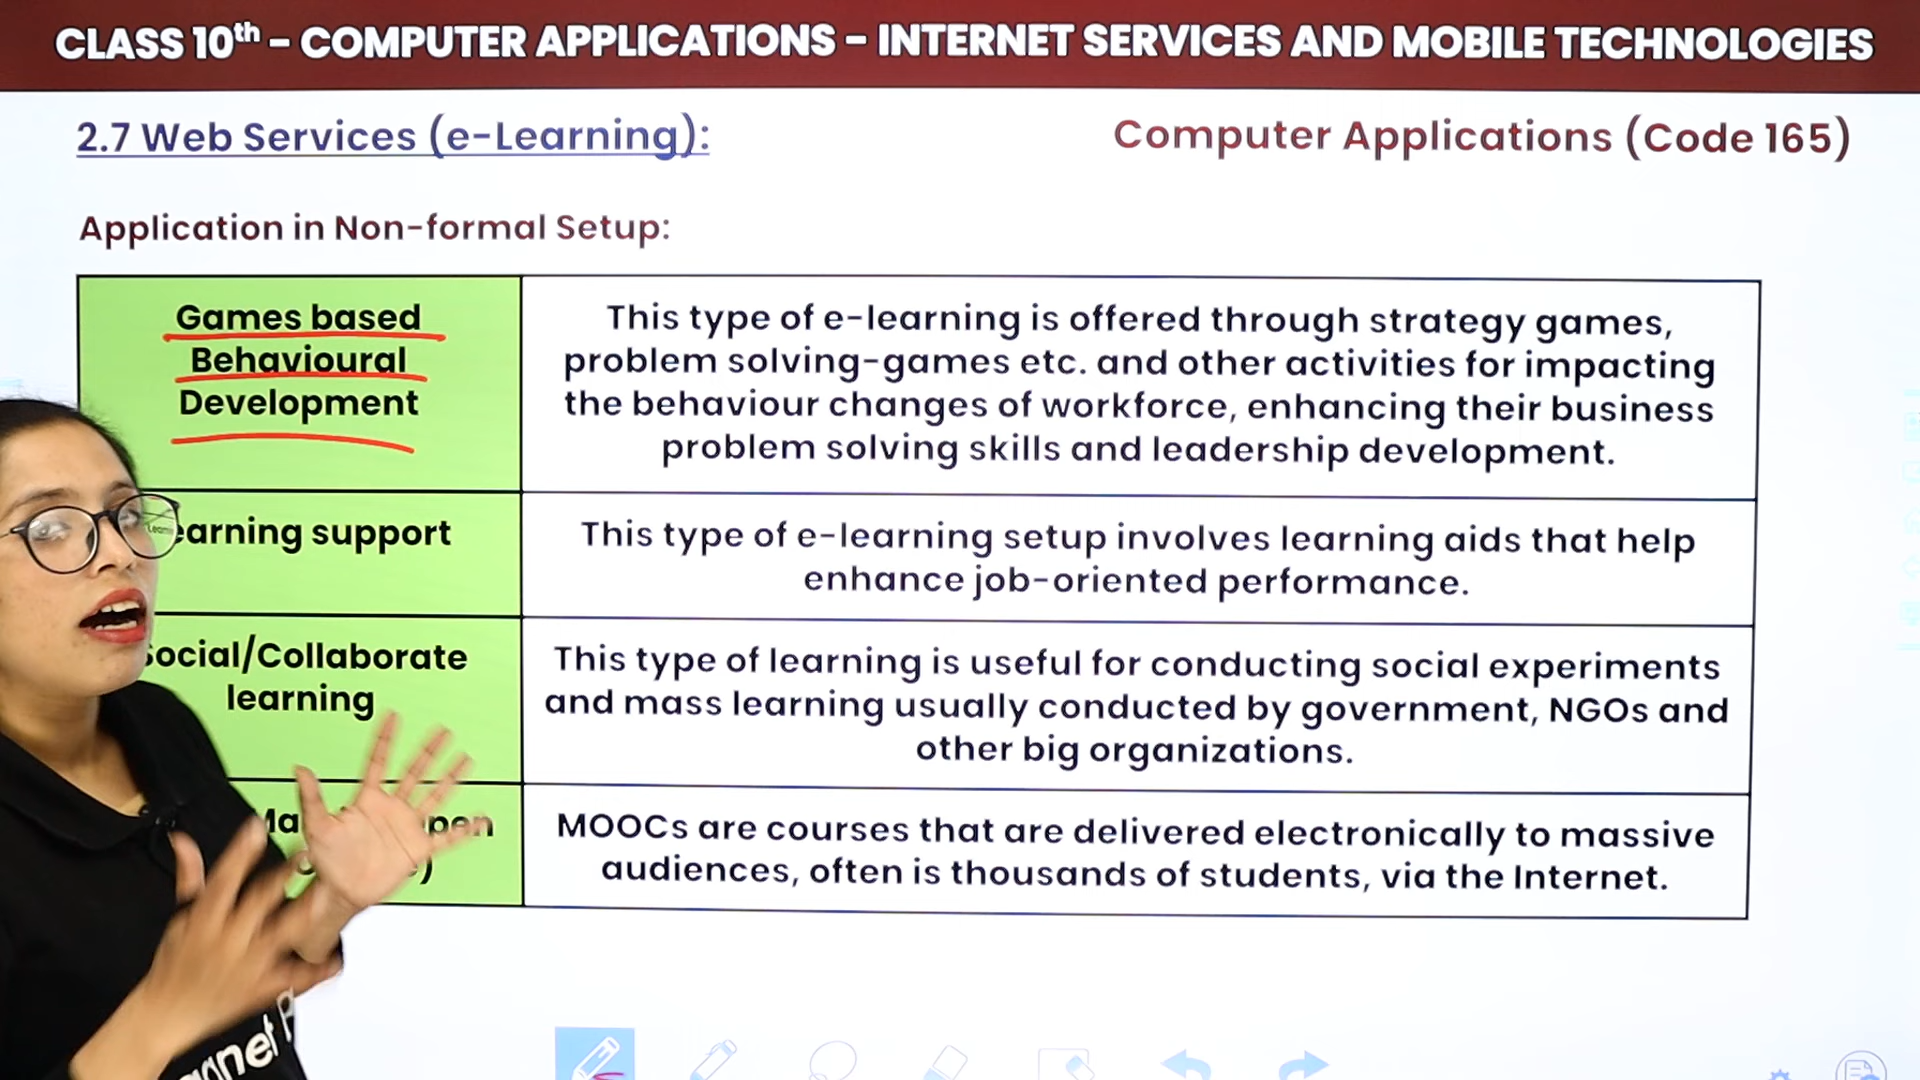 CLASS 10th - COMPUTER APPLICATIONS - INTERNET SERVICES AND MOBILE TECHNOLOGIES
2.7 Web Services (e-Learning):
Computer Applications (Code 165)
Application in Non-formal Setup:
Games based
Behavioural
Development
This type of e-learning is offered through strategy games,
problem solving-games etc. and other activities for impacting
the behaviour changes of workforce, enhancing their business
problem solving skills and leadership development.
earning support
This type of e-learning setup involves learning aids that help
enhance job-oriented performance.
Social/Collaborate
learning
This type of learning is useful for conducting social experiments
and mass learning usually conducted by government, NGOs and
other big organizations.
MOOCs are courses that are delivered electronically to massive
audiences, often is thousands of students, via the Internet.